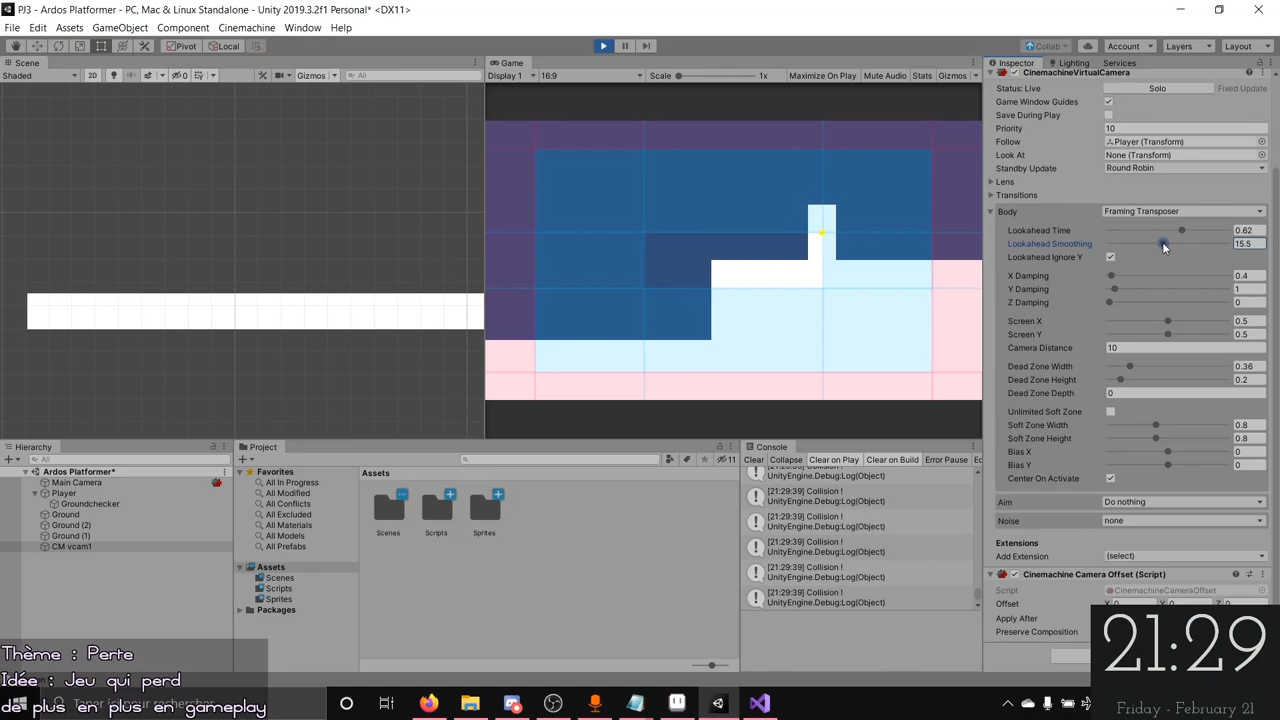 PJ3 - Ardos Platformer - PC, Mac & Linux Standalone - Unity 2019.3.2f1 Personal* <DX11>
File Edit Assets GameObject Component Cinemachine Window Help
Pivot Local Collab Account Layers Layout
Scene
Shaded 2D 0 Gizmos All
Game
Display 1 16:9 Scale 1x Maximize On Play Mute Audio Stats Gizmos
Inspector Lighting Services
CinemachineVirtualCamera
Status: Live Solo Fixed Update
Game Window Guides
Save During Play
Priority 10
Follow Player (Transform)
Look At None (Transform)
Standby Update Round Robin
Lens
Transitions
Body Framing Transposer
Lookahead Time 0.62
Lookahead Smoothing 15.5
Lookahead Ignore Y
X Damping 0.4
Y Damping 1
Z Damping 0
Screen X 0.5
Screen Y 0.5
Camera Distance 10
Dead Zone Width 0.36
Dead Zone Height 0.2
Dead Zone Depth 0
Unlimited Soft Zone
Soft Zone Width 0.8
Soft Zone Height 0.8
Bias X 0
Bias Y 0
Center On Activate
Aim Do nothing
Noise none
Extensions
Add Extension (select)
Cinemachine Camera Offset (Script)
Script CinemachineCameraOffset
Offset
Apply After
Preserve Composition
Hierarchy
All
Ardos Platformer*
Main Camera
Player
Groundchecker
Ground
Ground (2)
Ground (1)
CM vcam1
Project
11
Favorites
All In Progress
All Modified
All Conflicts
All Excluded
All Materials
All Models
All Prefabs
Assets
Scenes
Scripts
Sprites
Packages
Assets
Scenes Scripts Sprites
Console
Clear Collapse Clear on Play Clear on Build Error Pause
UnityEngine.Debug:Log(Object)
[21:29:39] Collision !
UnityEngine.Debug:Log(Object)
[21:29:39] Collision !
UnityEngine.Debug:Log(Object)
[21:29:39] Collision !
UnityEngine.Debug:Log(Object)
[21:29:39] Collision !
UnityEngine.Debug:Log(Object)
[21:29:39] Collision !
UnityEngine.Debug:Log(Object)
Thème : Perte
Idée : Jeu qui perd
de plus en plus en gameplay
21:29
Friday - February 21